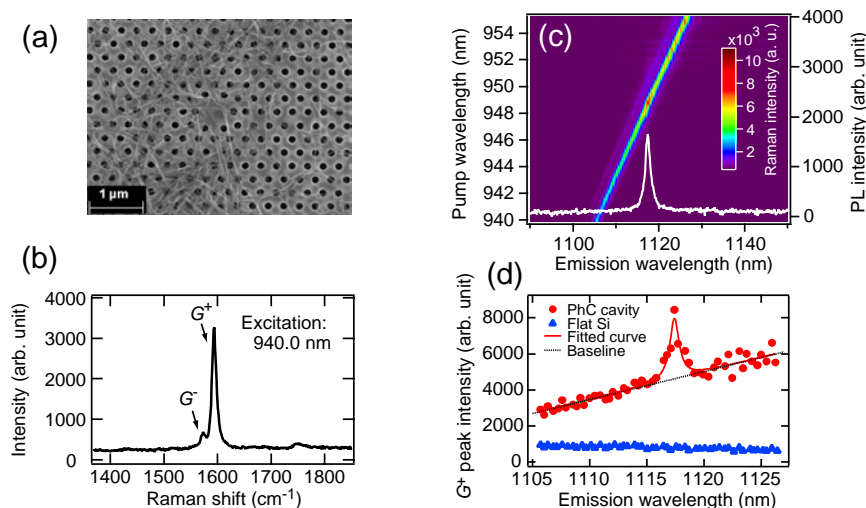 (a)
1 μm
(b)
Intensity (arb. unit)
4000
3000
2000
1000
0
G⁺
G⁻
Excitation:
940.0 nm
1400 1500 1600 1700 1800
Raman shift (cm⁻¹)
(c)
Pump wavelength (nm)
954
952
950
948
946
944
942
940
×10³
10
8
6
4
2
Raman intensity (a. u.)
4000
3000
2000
1000
0
PL intensity (arb. unit)
1100 1120 1140
Emission wavelength (nm)
(d)
G⁺ peak intensity (arb. unit)
8000
6000
4000
2000
0
PhC cavity
Flat Si
Fitted curve
Baseline
1105 1110 1115 1120 1125
Emission wavelength (nm)